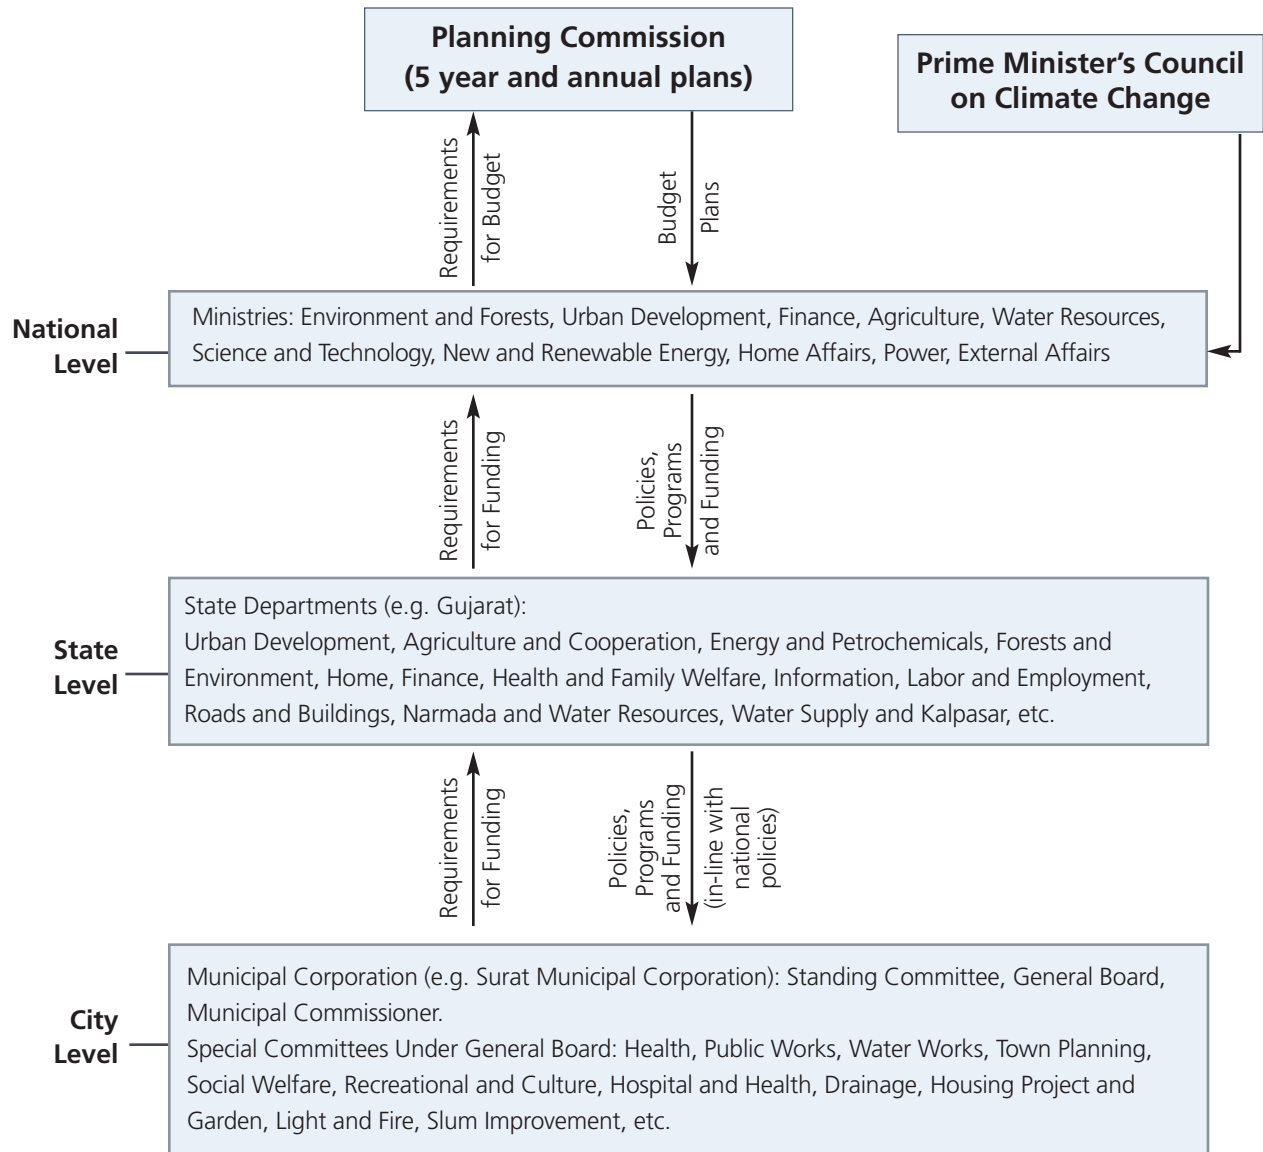 Planning Commission
(5 year and annual plans)
Prime Minister’s Council
on Climate Change
Requirements
for Budget
Budget
Plans
National
Level
Ministries: Environment and Forests, Urban Development, Finance, Agriculture, Water Resources,
Science and Technology, New and Renewable Energy, Home Affairs, Power, External Affairs
Requirements
for Funding
Policies,
Programs
and Funding
State
Level
State Departments (e.g. Gujarat):
Urban Development, Agriculture and Cooperation, Energy and Petrochemicals, Forests and
Environment, Home, Finance, Health and Family Welfare, Information, Labor and Employment,
Roads and Buildings, Narmada and Water Resources, Water Supply and Kalpasar, etc.
Requirements
for Funding
Policies,
Programs
and Funding
(in-line with
national
policies)
City
Level
Municipal Corporation (e.g. Surat Municipal Corporation): Standing Committee, General Board,
Municipal Commissioner.
Special Committees Under General Board: Health, Public Works, Water Works, Town Planning,
Social Welfare, Recreational and Culture, Hospital and Health, Drainage, Housing Project and
Garden, Light and Fire, Slum Improvement, etc.